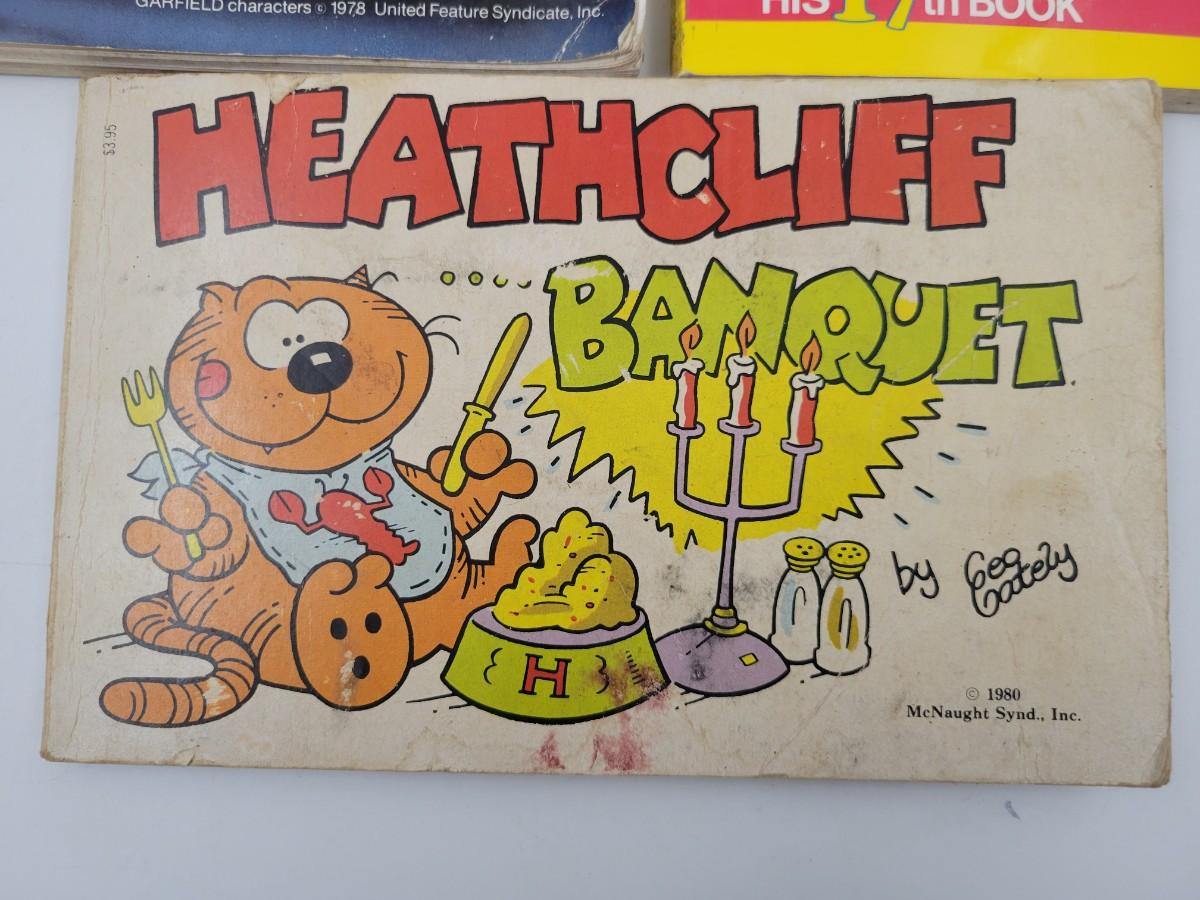 GARFIELD characters © 1978 United Feature Syndicate, Inc.
HIS 17th BOOK
$3.95
HEATHCLIFF
....BANQUET
by Geo Gately
H
© 1980
McNaught Synd., Inc.